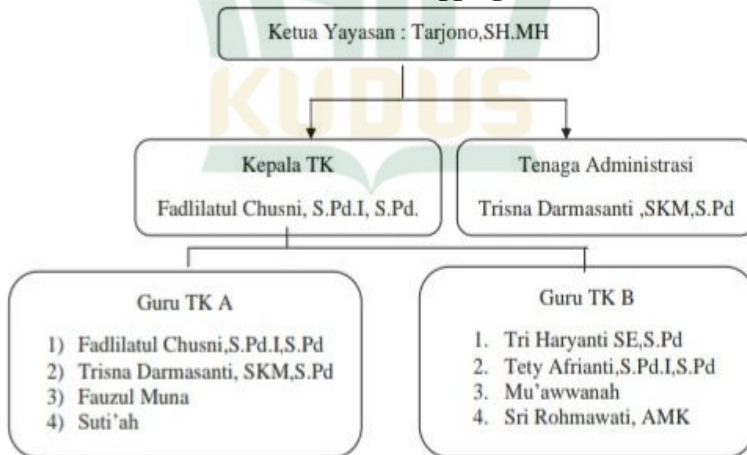 Ketua Yayasan : Tarjono,SH.MH
KUDUS
Kepala TK
Fadlilatul Chusni, S.Pd.I, S.Pd.
Tenaga Administrasi
Trisna Darmasanti ,SKM,S.Pd
Guru TK A
1) Fadlilatul Chusni,S.Pd.I,S.Pd
2) Trisna Darmasanti, SKM,S.Pd
3) Fauzul Muna
4) Suti’ah
Guru TK B
1. Tri Haryanti SE,S.Pd
2. Tety Afrianti,S.Pd.I,S.Pd
3. Mu’awwanah
4. Sri Rohmawati, AMK